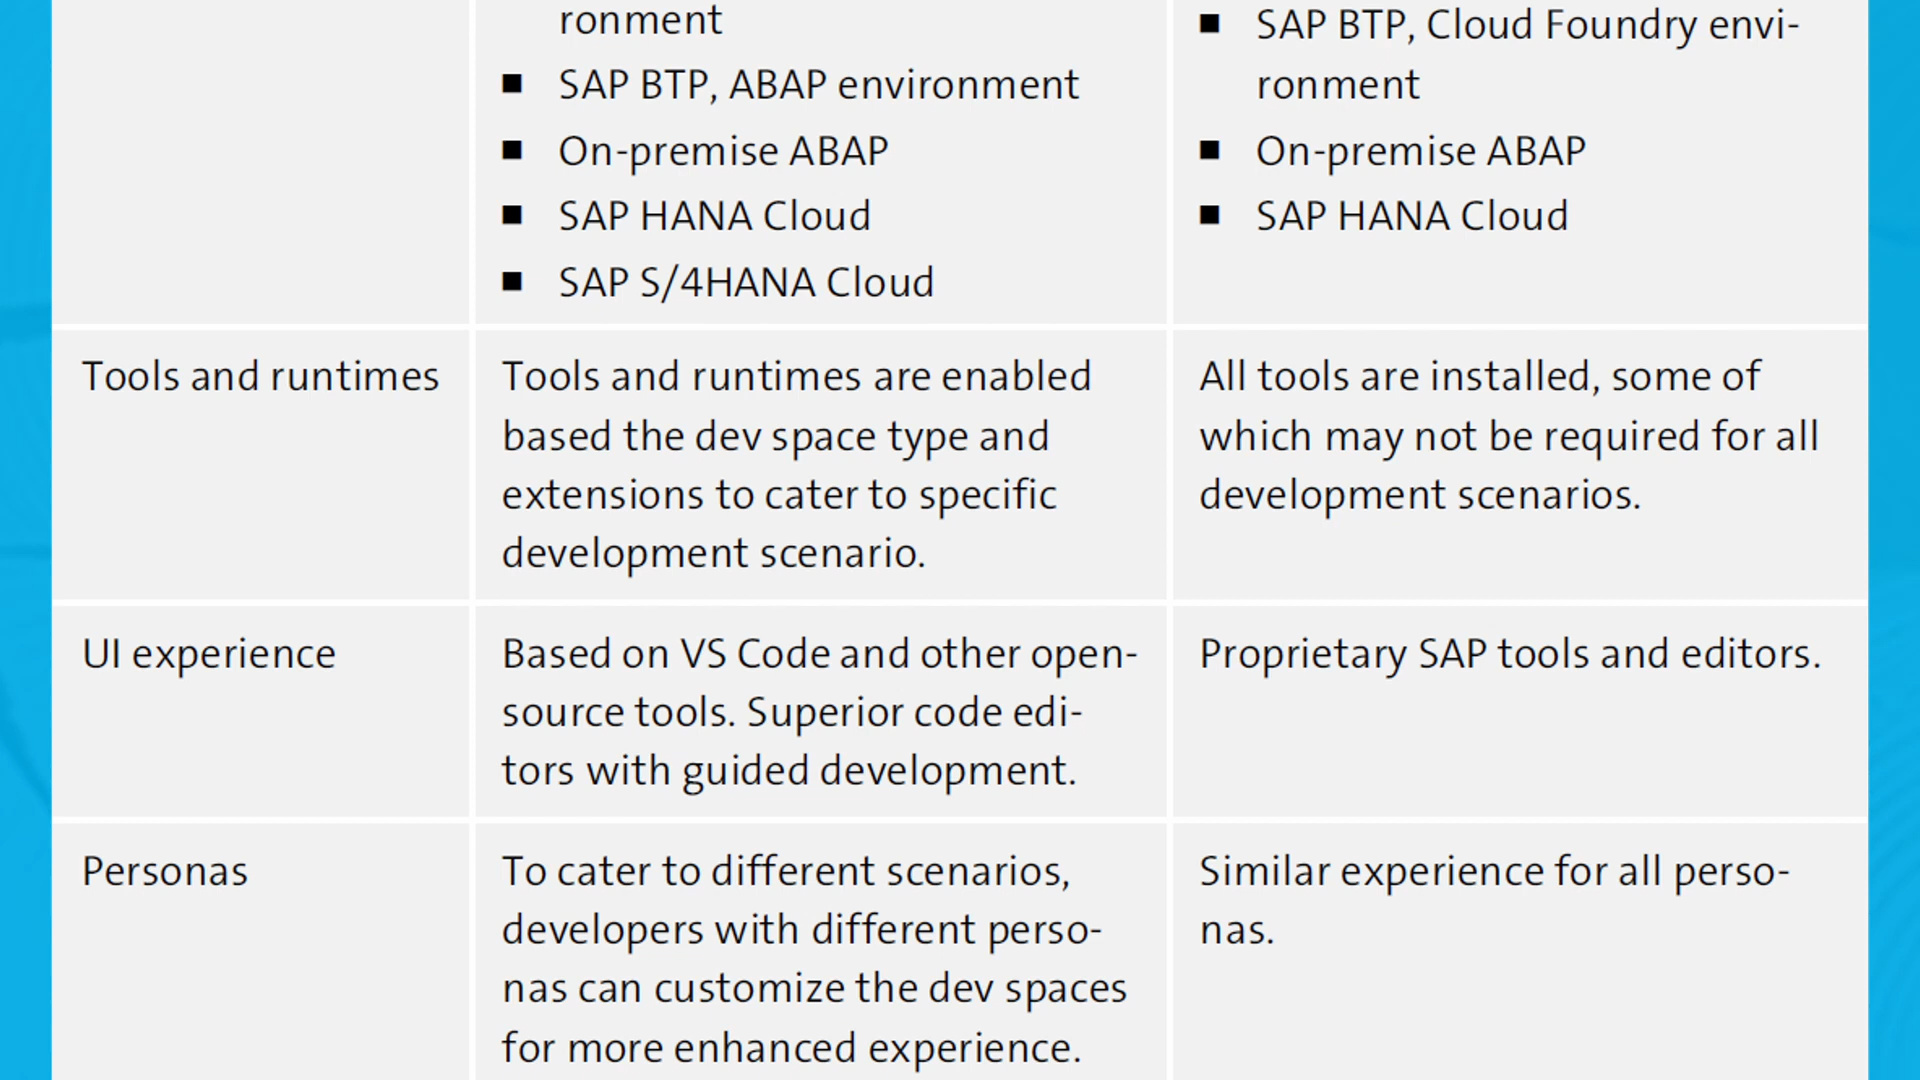 ronment
■ SAP BTP, ABAP environment
■ On-premise ABAP
■ SAP HANA Cloud
■ SAP S/4HANA Cloud
■ SAP BTP, Cloud Foundry envi-
ronment
■ On-premise ABAP
■ SAP HANA Cloud
Tools and runtimes
Tools and runtimes are enabled
based the dev space type and
extensions to cater to specific
development scenario.
All tools are installed, some of
which may not be required for all
development scenarios.
UI experience
Based on VS Code and other open-
source tools. Superior code edi-
tors with guided development.
Proprietary SAP tools and editors.
Personas
To cater to different scenarios,
developers with different perso-
nas can customize the dev spaces
for more enhanced experience.
Similar experience for all perso-
nas.